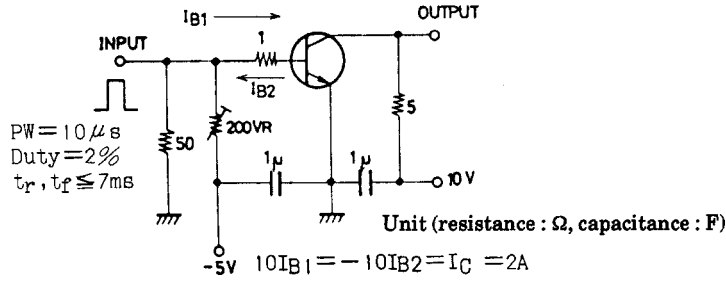 IB1
OUTPUT
INPUT
1
IB2
PW=10μs
Duty=2%
tr, tf≦7ms
50
200VR
5
1μ
1μ
10V
Unit (resistance : Ω, capacitance : F)
-5V
10IB1=-10IB2=IC=2A